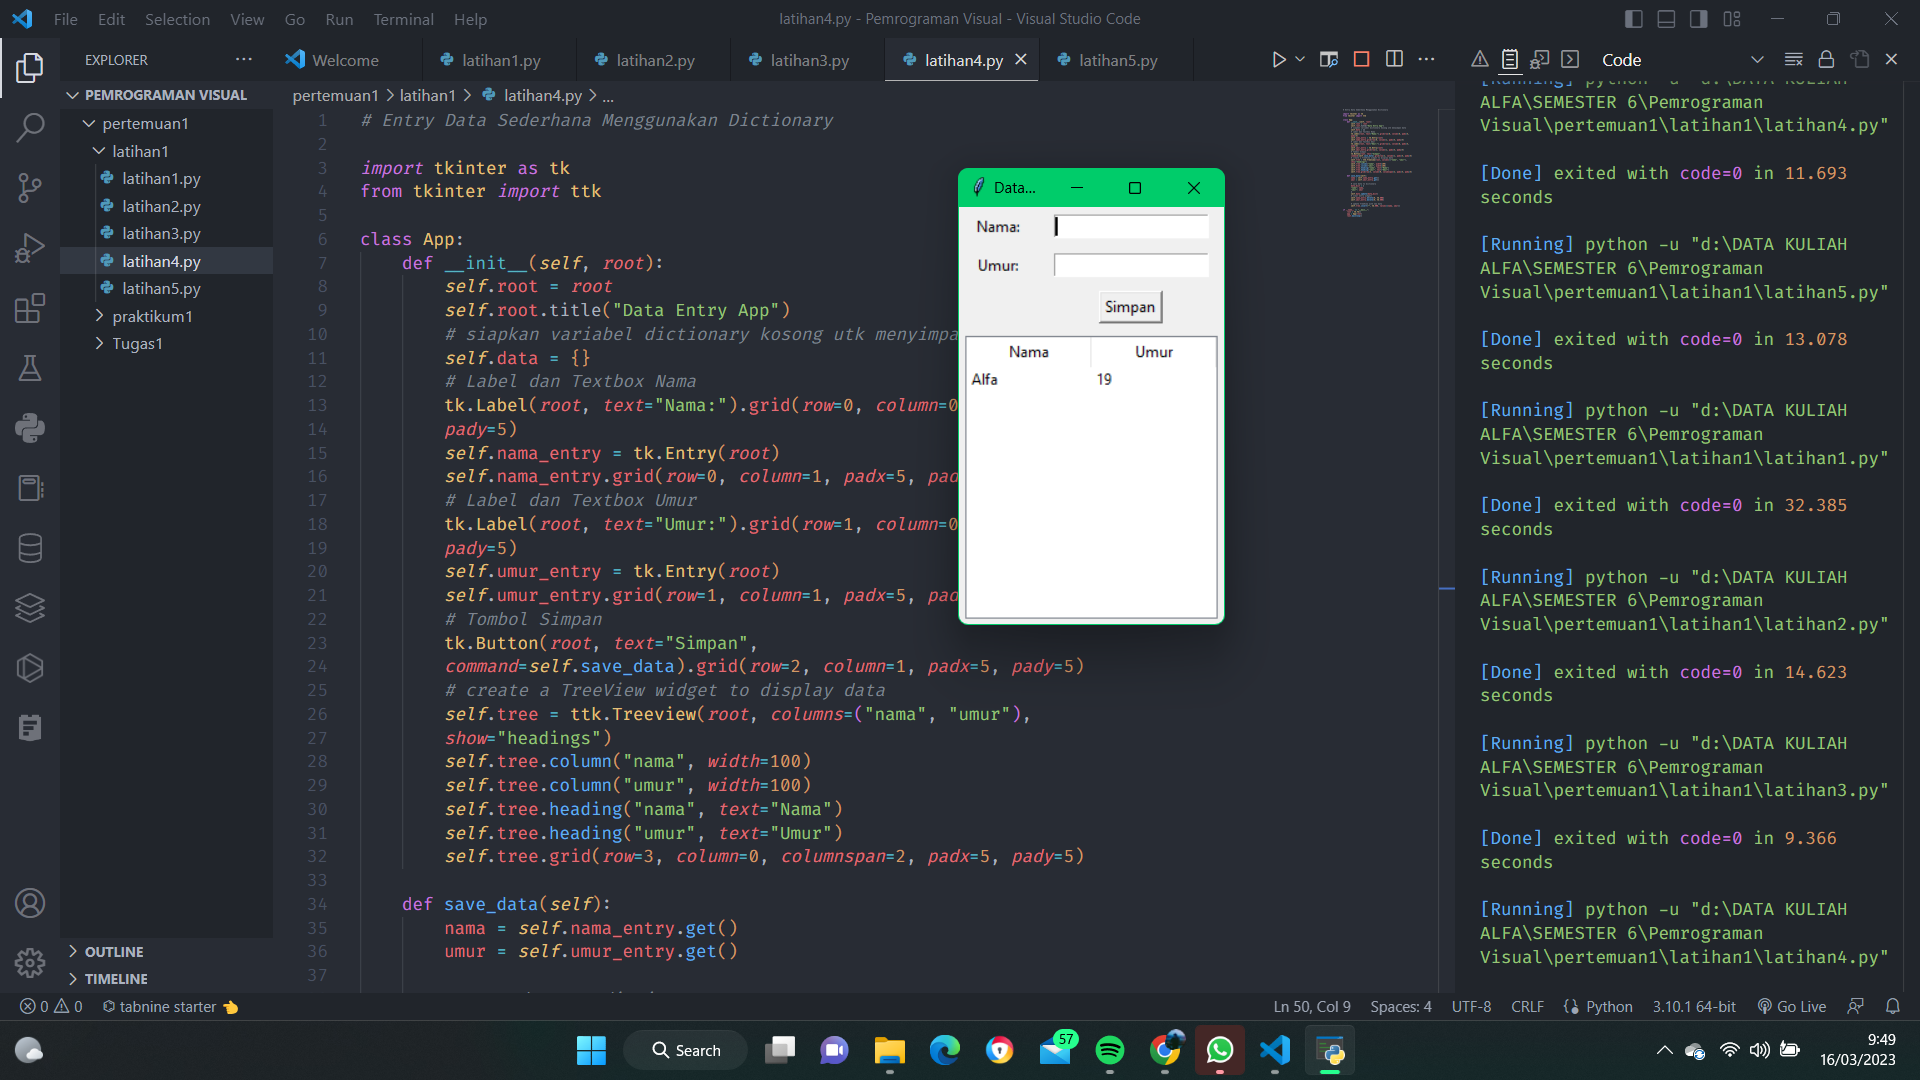 File Edit Selection View Go Run Terminal Help
latihan4.py - Pemrograman Visual - Visual Studio Code
EXPLORER
Welcome
latihan1.py
latihan2.py
latihan3.py
latihan4.py
latihan5.py
Code
PEMROGRAMAN VISUAL
pertemuan1
latihan1
latihan1.py
latihan2.py
latihan3.py
latihan4.py
latihan5.py
praktikum1
Tugas1
OUTLINE
TIMELINE
pertemuan1 > latihan1 > latihan4.py > ...
1 # Entry Data Sederhana Menggunakan Dictionary
2
3 import tkinter as tk
4 from tkinter import ttk
5
6 class App:
7 def __init__(self, root):
8 self.root = root
9 self.root.title("Data Entry App")
10 # siapkan variabel dictionary kosong utk menyimpa
11 self.data = {}
12 # Label dan Textbox Nama
13 tk.Label(root, text="Nama:").grid(row=0, column=0
14 pady=5)
15 self.nama_entry = tk.Entry(root)
16 self.nama_entry.grid(row=0, column=1, padx=5, pad
17 # Label dan Textbox Umur
18 tk.Label(root, text="Umur:").grid(row=1, column=0
19 pady=5)
20 self.umur_entry = tk.Entry(root)
21 self.umur_entry.grid(row=1, column=1, padx=5, pad
22 # Tombol Simpan
23 tk.Button(root, text="Simpan",
24 command=self.save_data).grid(row=2, column=1, padx=5, pady=5)
25 # create a TreeView widget to display data
26 self.tree = ttk.Treeview(root, columns=("nama", "umur"),
27 show="headings")
28 self.tree.column("nama", width=100)
29 self.tree.column("umur", width=100)
30 self.tree.heading("nama", text="Nama")
31 self.tree.heading("umur", text="Umur")
32 self.tree.grid(row=3, column=0, columnspan=2, padx=5, pady=5)
33
34 def save_data(self):
35 nama = self.nama_entry.get()
36 umur = self.umur_entry.get()
37
Data...
Nama:
Umur:
Simpan
Nama Umur
Alfa 19
[Running] python -u "d:\DATA KULIAH
ALFA\SEMESTER 6\Pemrograman
Visual\pertemuan1\latihan1\latihan4.py"
[Done] exited with code=0 in 11.693
seconds
[Running] python -u "d:\DATA KULIAH
ALFA\SEMESTER 6\Pemrograman
Visual\pertemuan1\latihan1\latihan5.py"
[Done] exited with code=0 in 13.078
seconds
[Running] python -u "d:\DATA KULIAH
ALFA\SEMESTER 6\Pemrograman
Visual\pertemuan1\latihan1\latihan1.py"
[Done] exited with code=0 in 32.385
seconds
[Running] python -u "d:\DATA KULIAH
ALFA\SEMESTER 6\Pemrograman
Visual\pertemuan1\latihan1\latihan2.py"
[Done] exited with code=0 in 14.623
seconds
[Running] python -u "d:\DATA KULIAH
ALFA\SEMESTER 6\Pemrograman
Visual\pertemuan1\latihan1\latihan3.py"
[Done] exited with code=0 in 9.366
seconds
[Running] python -u "d:\DATA KULIAH
ALFA\SEMESTER 6\Pemrograman
Visual\pertemuan1\latihan1\latihan4.py"
0 0 tabnine starter
Ln 50, Col 9 Spaces: 4 UTF-8 CRLF Python 3.10.1 64-bit Go Live
Search
57
9:49
16/03/2023